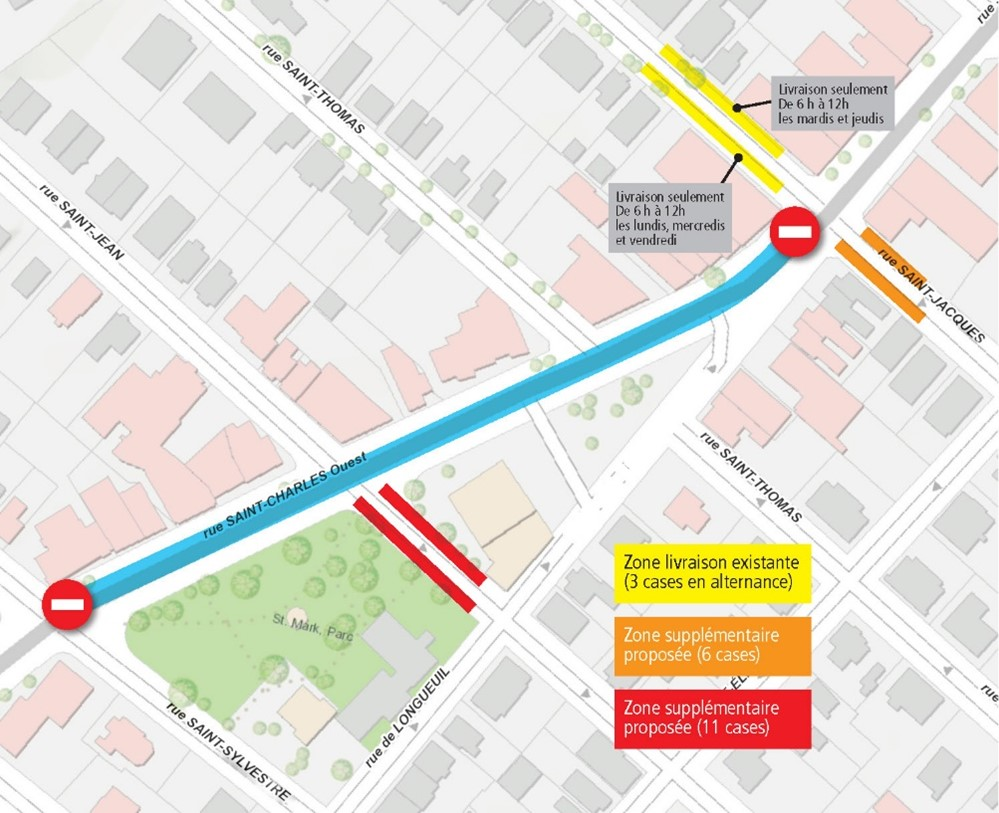 rue
rue SAINT-THOMAS
Livraison seulement
De 6 h à 12h
les mardis et jeudis
rue SAINT-JEAN
Livraison seulement
De 6 h à 12h
les lundis, mercredis
et vendredi
rue SAINT-JACQUES
rue SAINT-CHARLES Ouest
rue SAINT-THOMAS
Zone livraison existante
(3 cases en alternance)
St. Mark, Parc
Zone supplémentaire
proposée (6 cases)
rue
rue de LONGUEUIL
Zone supplémentaire
proposée (11 cases)
rue SAINT-SYLVESTRE